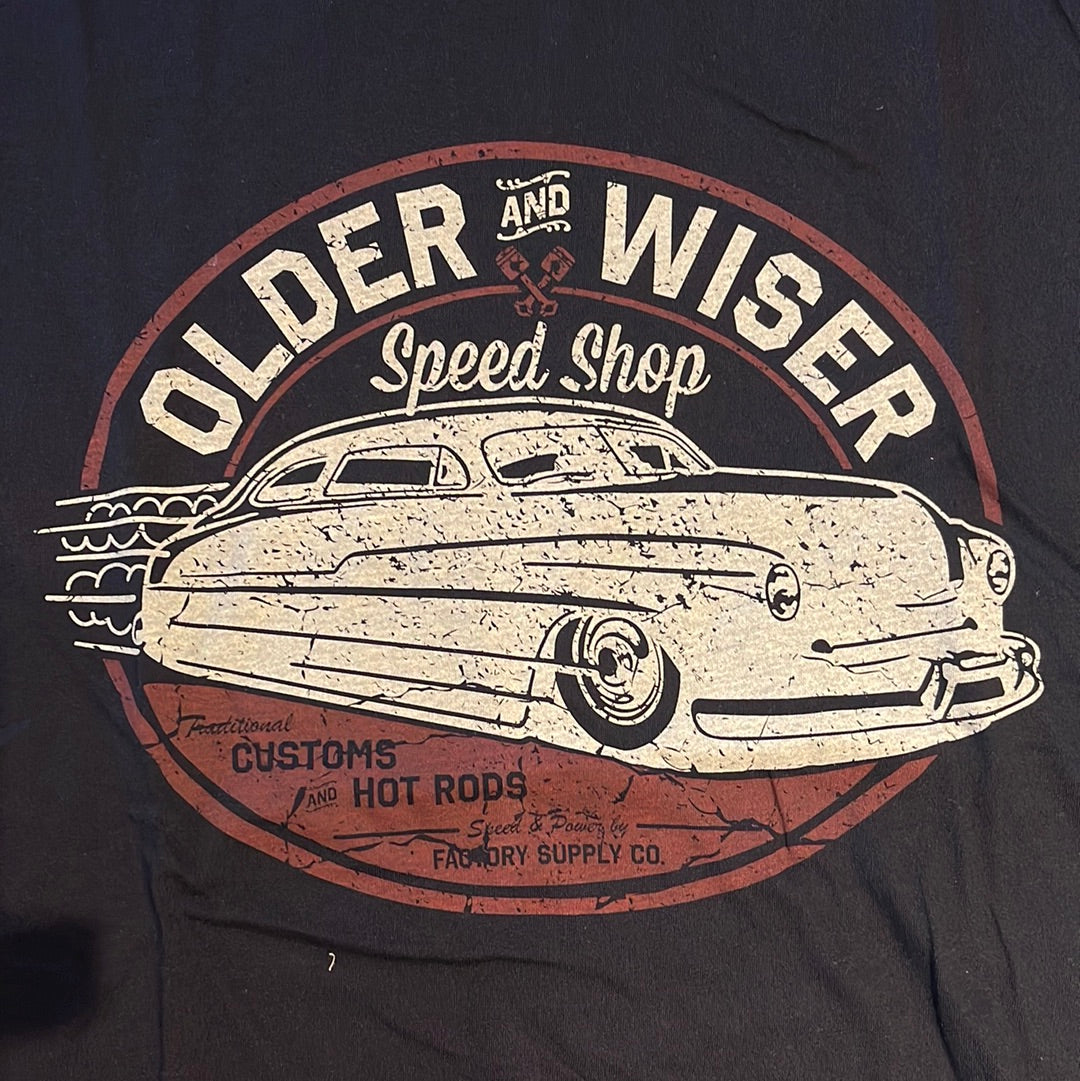 OLDER AND WISER
Speed Shop
Traditional
CUSTOMS
AND HOT RODS
Speed & Power by
FACTORY SUPPLY CO.